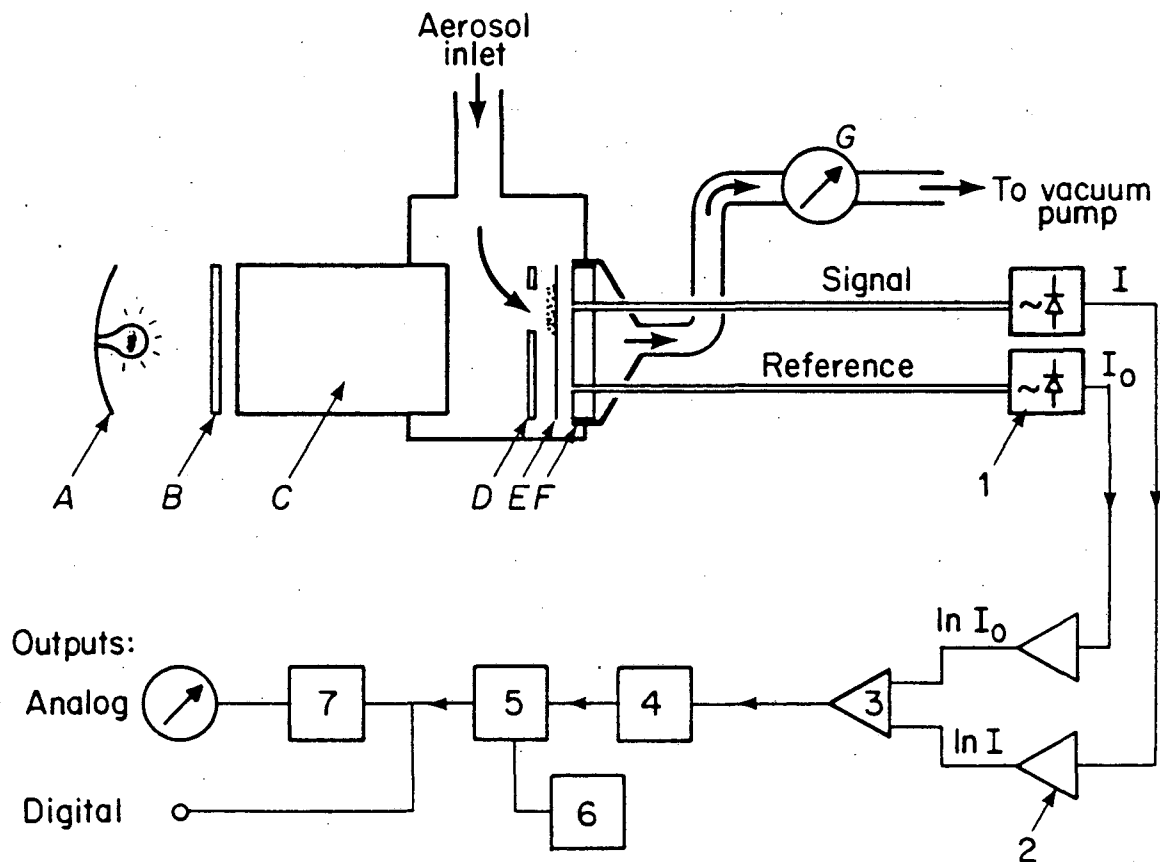 Aerosol
inlet
G
To vacuum
pump
Signal
I
Reference
I₀
A
B
C
D
E F
1
ln I₀
Outputs:
Analog
7
5
4
3
ln I
Digital
6
2